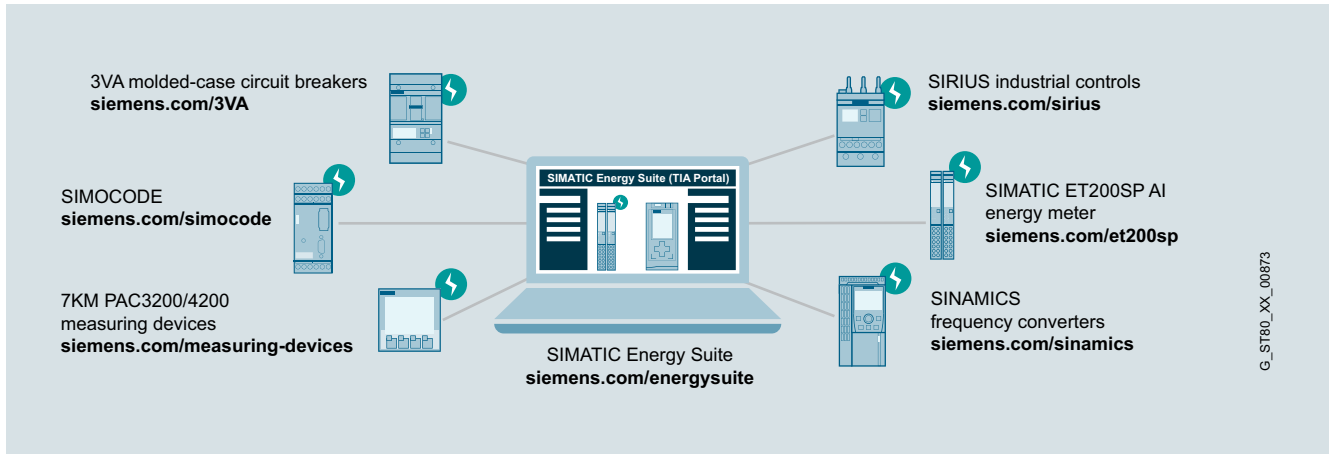 3VA molded-case circuit breakers
siemens.com/3VA
SIMOCODE
siemens.com/simocode
7KM PAC3200/4200
measuring devices
siemens.com/measuring-devices
SIMATIC Energy Suite (TIA Portal)
SIMATIC Energy Suite
siemens.com/energysuite
SIRIUS industrial controls
siemens.com/sirius
SIMATIC ET200SP AI
energy meter
siemens.com/et200sp
SINAMICS
frequency converters
siemens.com/sinamics
G_ST80_XX_00873